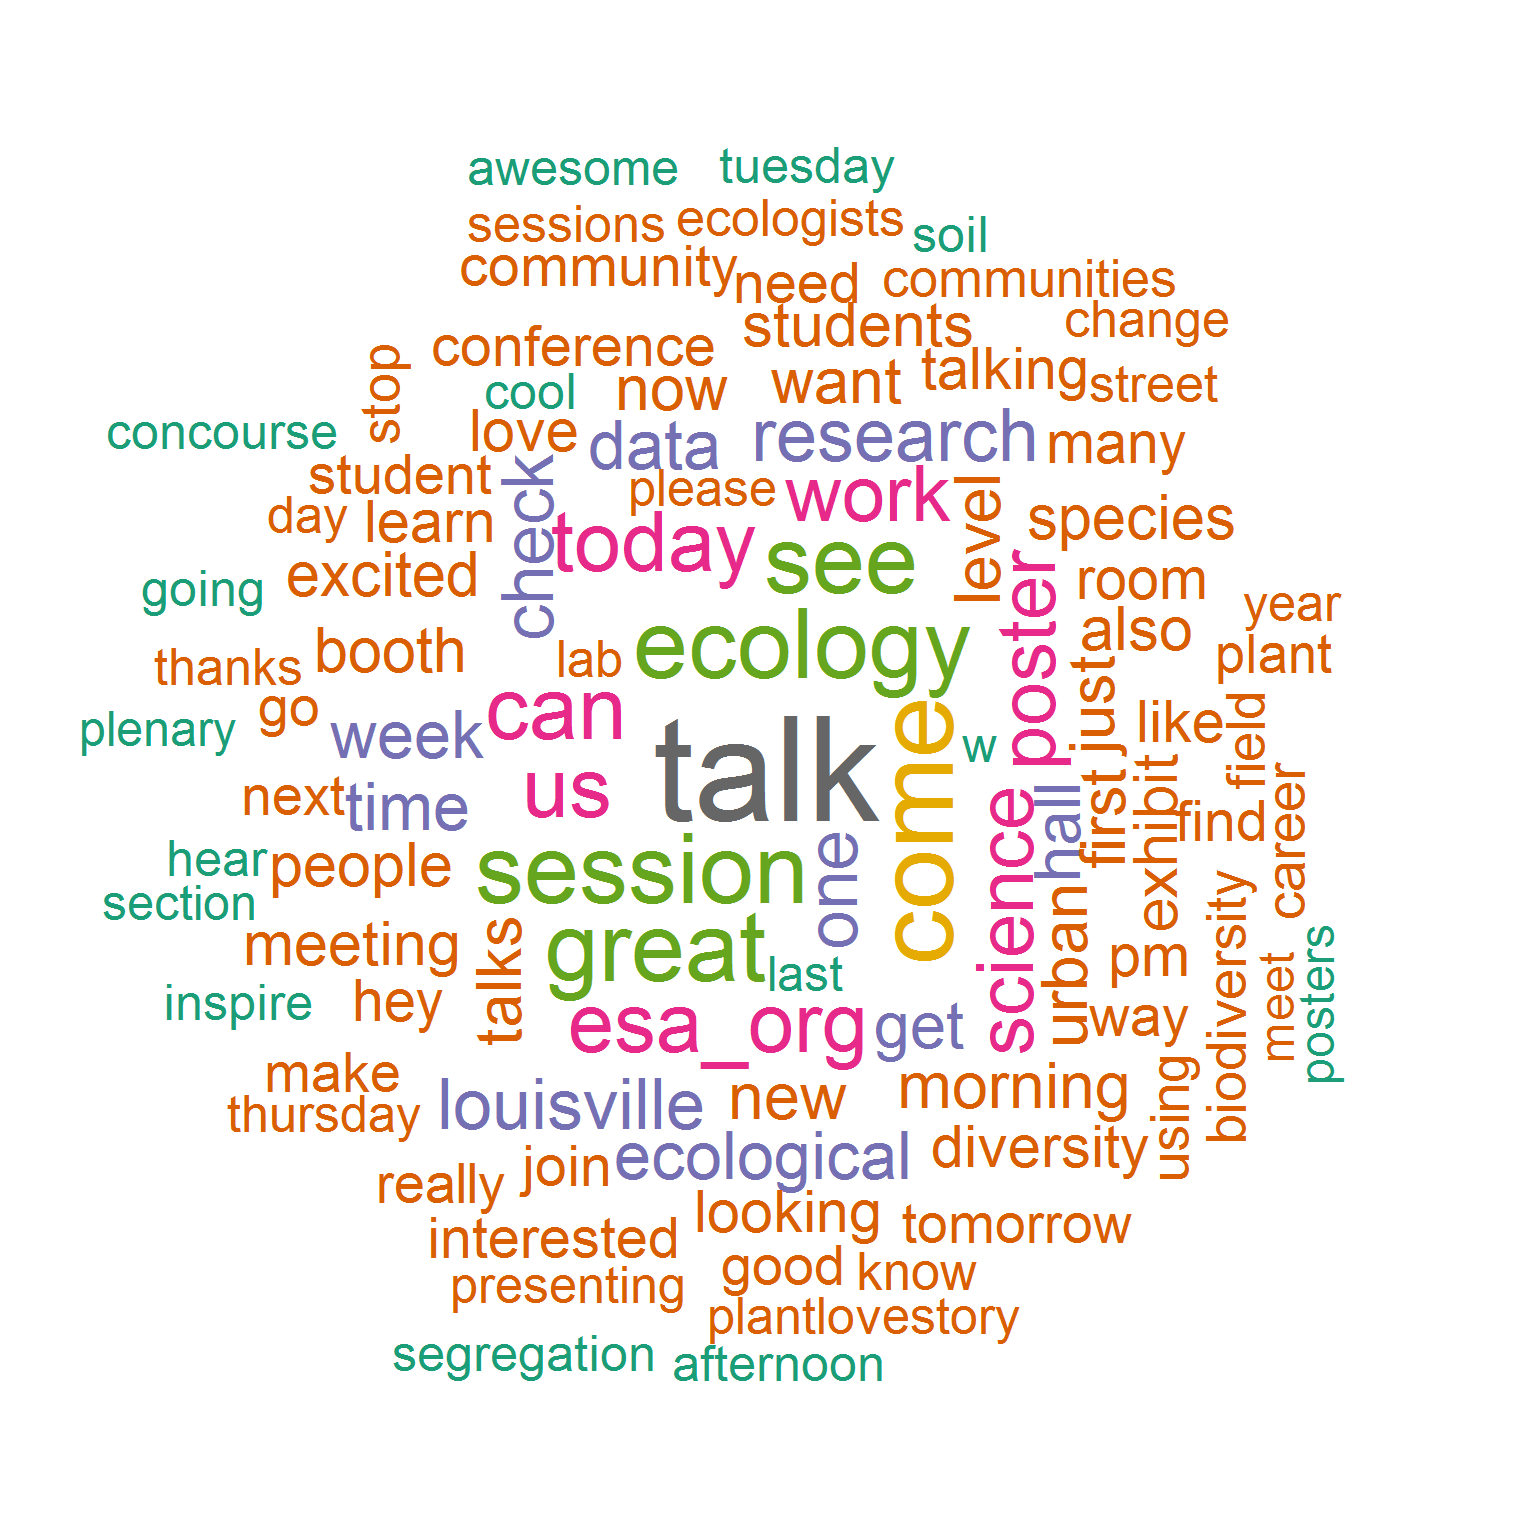 awesome
tuesday
sessions
ecologists
soil
community
need
communities
students
change
conference
stop
cool
now
want
talking
street
concourse
love
data
research
many
student
check
please
work
level
species
day
learn
today
see
going
excited
poster
room
year
booth
lab
ecology
also
plant
thanks
go
can
just
like
field
plenary
week
us
talk
come
w
next
time
science
hall
first
exhibit
find
career
hear
people
session
one
section
meeting
talks
great
last
urban
pm
biodiversity
meet
posters
inspire
hey
esa_org
get
way
make
thursday
louisville
new
morning
using
really
join
ecological
diversity
interested
looking
tomorrow
presenting
good
know
plantlovestory
segregation
afternoon